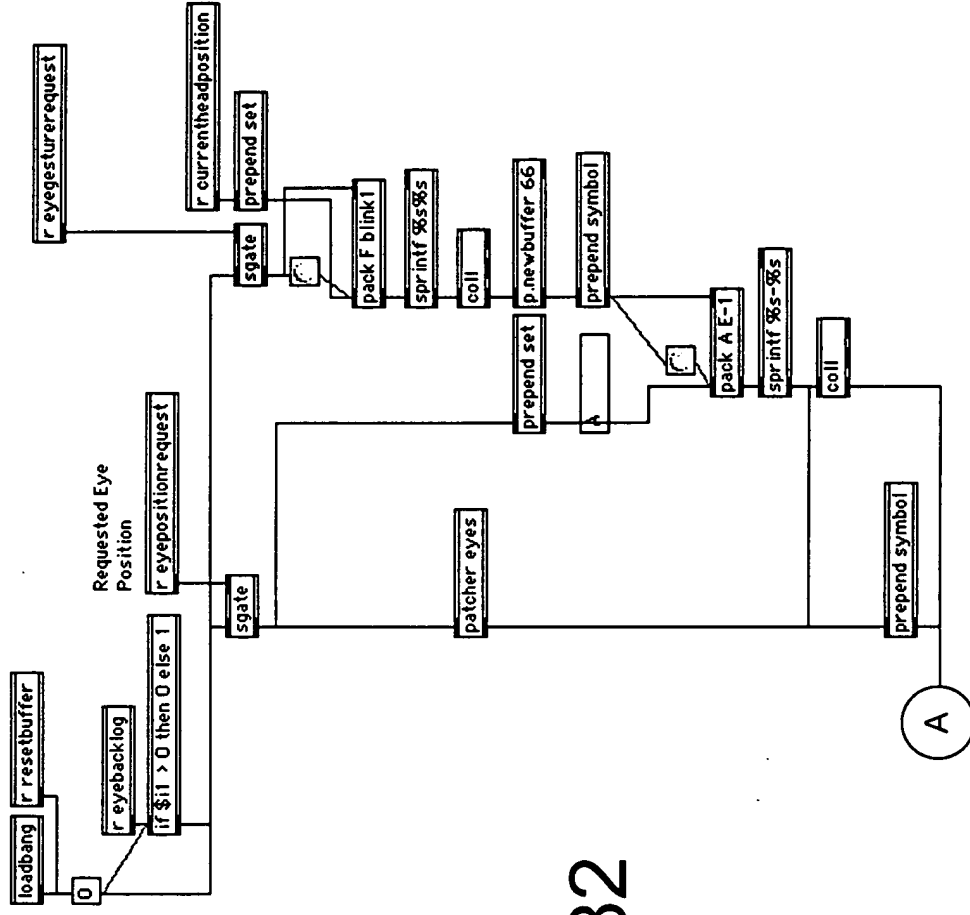 loadbang
r resetbuffer
0
r eyebacklog
if $i1 > 0 then 0 else 1
Requested Eye
Position
r eyepositionrequest
r eyegesturerequest
r currentheadposition
sgate
sgate
prepend set
pack F blink1
sprintf %s%s
coll
p.newbuffer 66
prepend symbol
patcher eyes
prepend set
A
pack A E-1
sprintf %s-%s
coll
prepend symbol
A